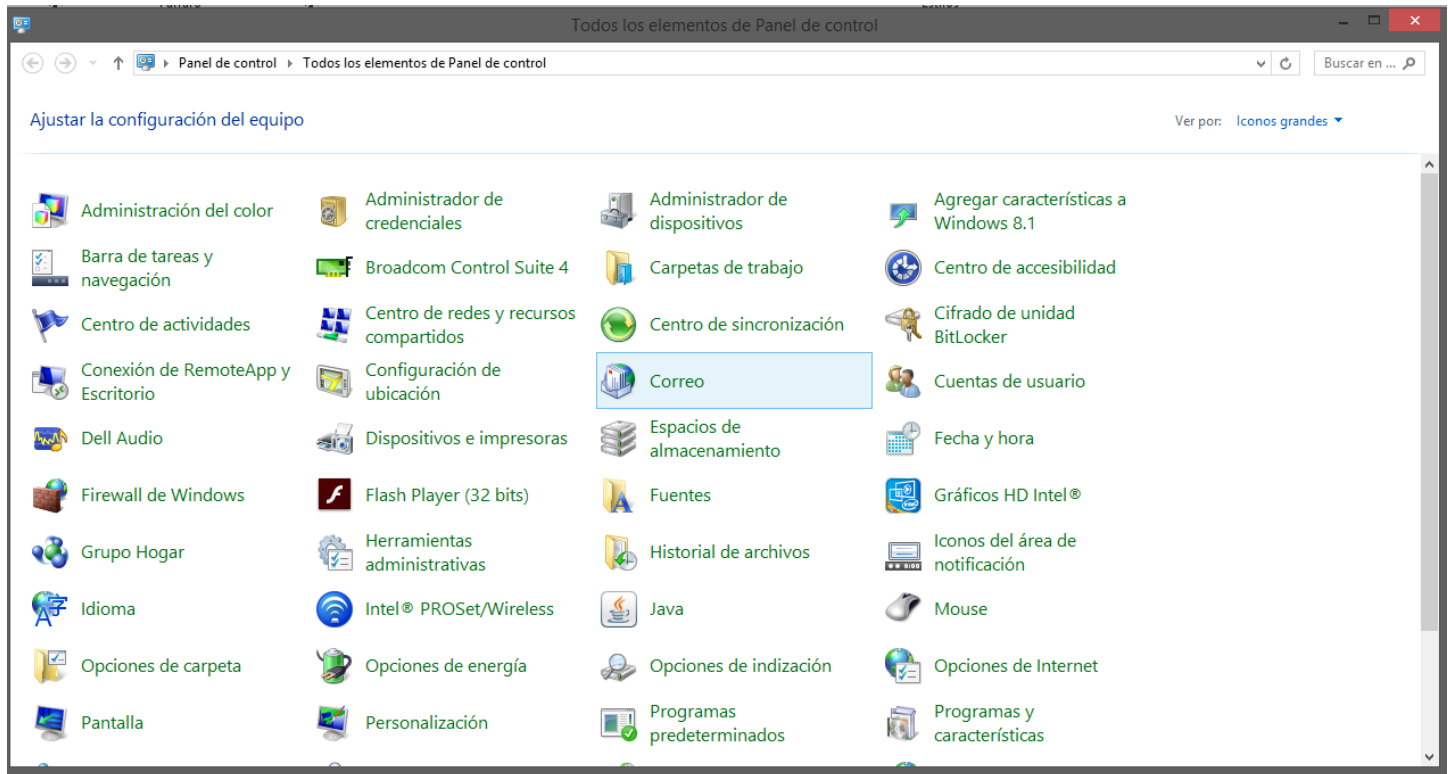 Todos los elementos de Panel de control
Panel de control
Todos los elementos de Panel de control
Buscar en ...
Ajustar la configuración del equipo
Ver por:
Iconos grandes
Administración del color
Administrador de
credenciales
Administrador de
dispositivos
Agregar características a
Windows 8.1
Barra de tareas y
navegación
Broadcom Control Suite 4
Carpetas de trabajo
Centro de accesibilidad
Centro de actividades
Centro de redes y recursos
compartidos
Centro de sincronización
Cifrado de unidad
BitLocker
Conexión de RemoteApp y
Escritorio
Configuración de
ubicación
Correo
Cuentas de usuario
Dell Audio
Dispositivos e impresoras
Espacios de
almacenamiento
Fecha y hora
Firewall de Windows
Flash Player (32 bits)
Fuentes
Gráficos HD Intel®
Grupo Hogar
Herramientas
administrativas
Historial de archivos
Iconos del área de
notificación
Idioma
Intel® PROSet/Wireless
Java
Mouse
Opciones de carpeta
Opciones de energía
Opciones de indización
Opciones de Internet
Pantalla
Personalización
Programas
predeterminados
Programas y
características